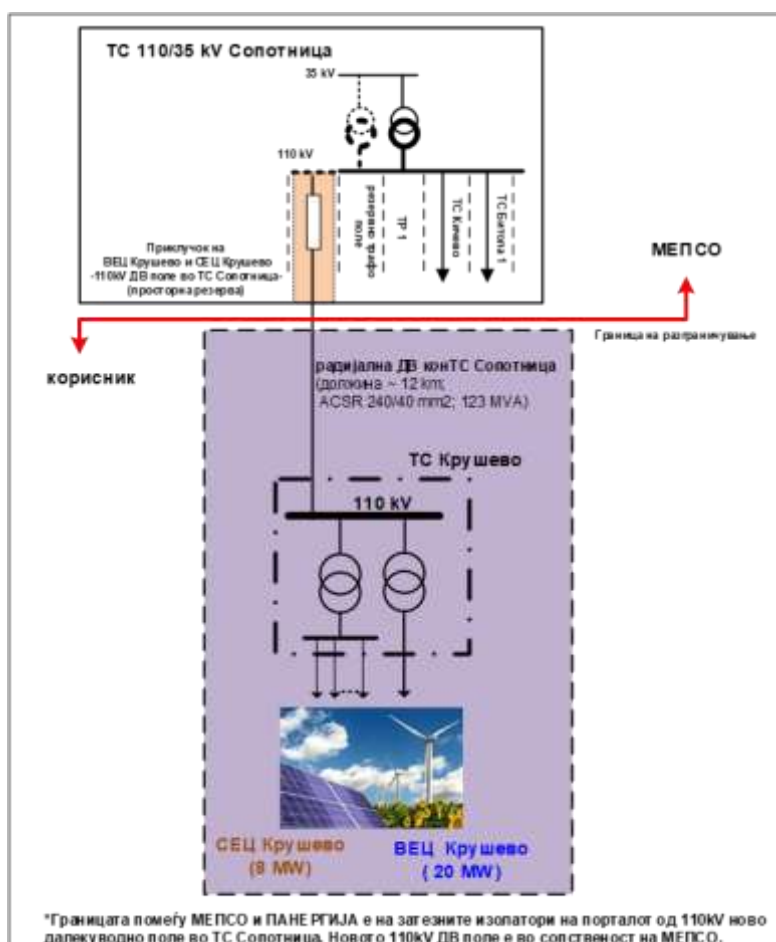 ТС 110/35 kV Сопотница
35 kV
110 kV
резервно трафо
поле
ТР 1
ТС Кичево
ТС Битола 1
Приклучок на
ВЕЦ Крушево и СЕЦ Крушево
-110kV ДВ поле во ТС Сопотница-
(просторна резерва)
МЕПСО
Граница на разграничување
корисник
радијална ДВ конТС Сопотница
(должина ~ 12 km;
ACSR 240/40 mm2; 123 MVA)
ТС Крушево
110 kV
СЕЦ Крушево
(8 MW)
ВЕЦ Крушево
( 20 MW)
*Границата помеѓу МЕПСО и ПАНЕРГИЈА е на затезните изолатори на порталот од 110kV ново
далекуводно поле во ТС Сопотница. Новото 110kV ДВ поле е во сопственост на МЕПСО.